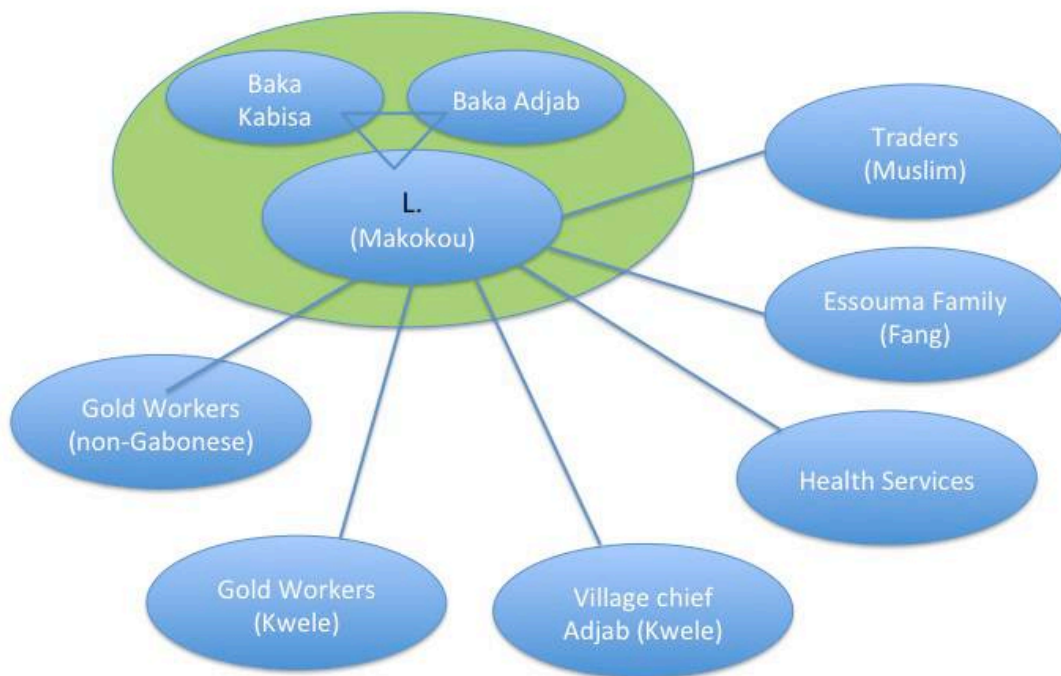 Baka
Kabisa
Baka Adjab
L.
(Makokou)
Traders
(Muslim)
Essouma Family
(Fang)
Gold Workers
(non-Gabonese)
Health Services
Gold Workers
(Kwele)
Village chief
Adjab (Kwele)